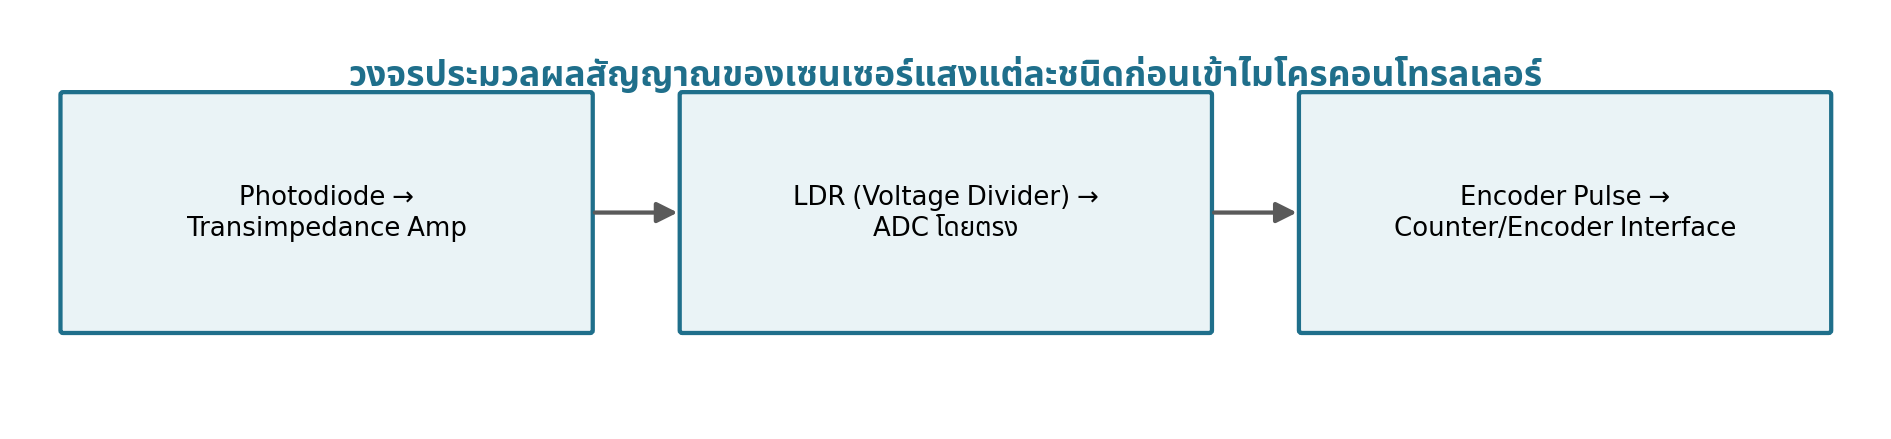 วงจรประมวลผลสัญญาณของเซนเซอร์แสงแต่ละชนิดก่อนเข้าไมโครคอนโทรลเลอร์
Photodiode →
Transimpedance Amp
LDR (Voltage Divider) →
ADC โดยตรง
Encoder Pulse →
Counter/Encoder Interface